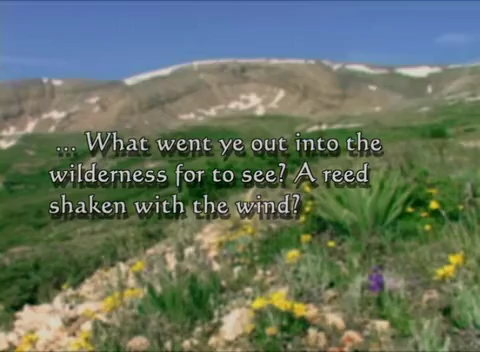 ... What went ye out into the
wilderness for to see? A reed
shaken with the wind?